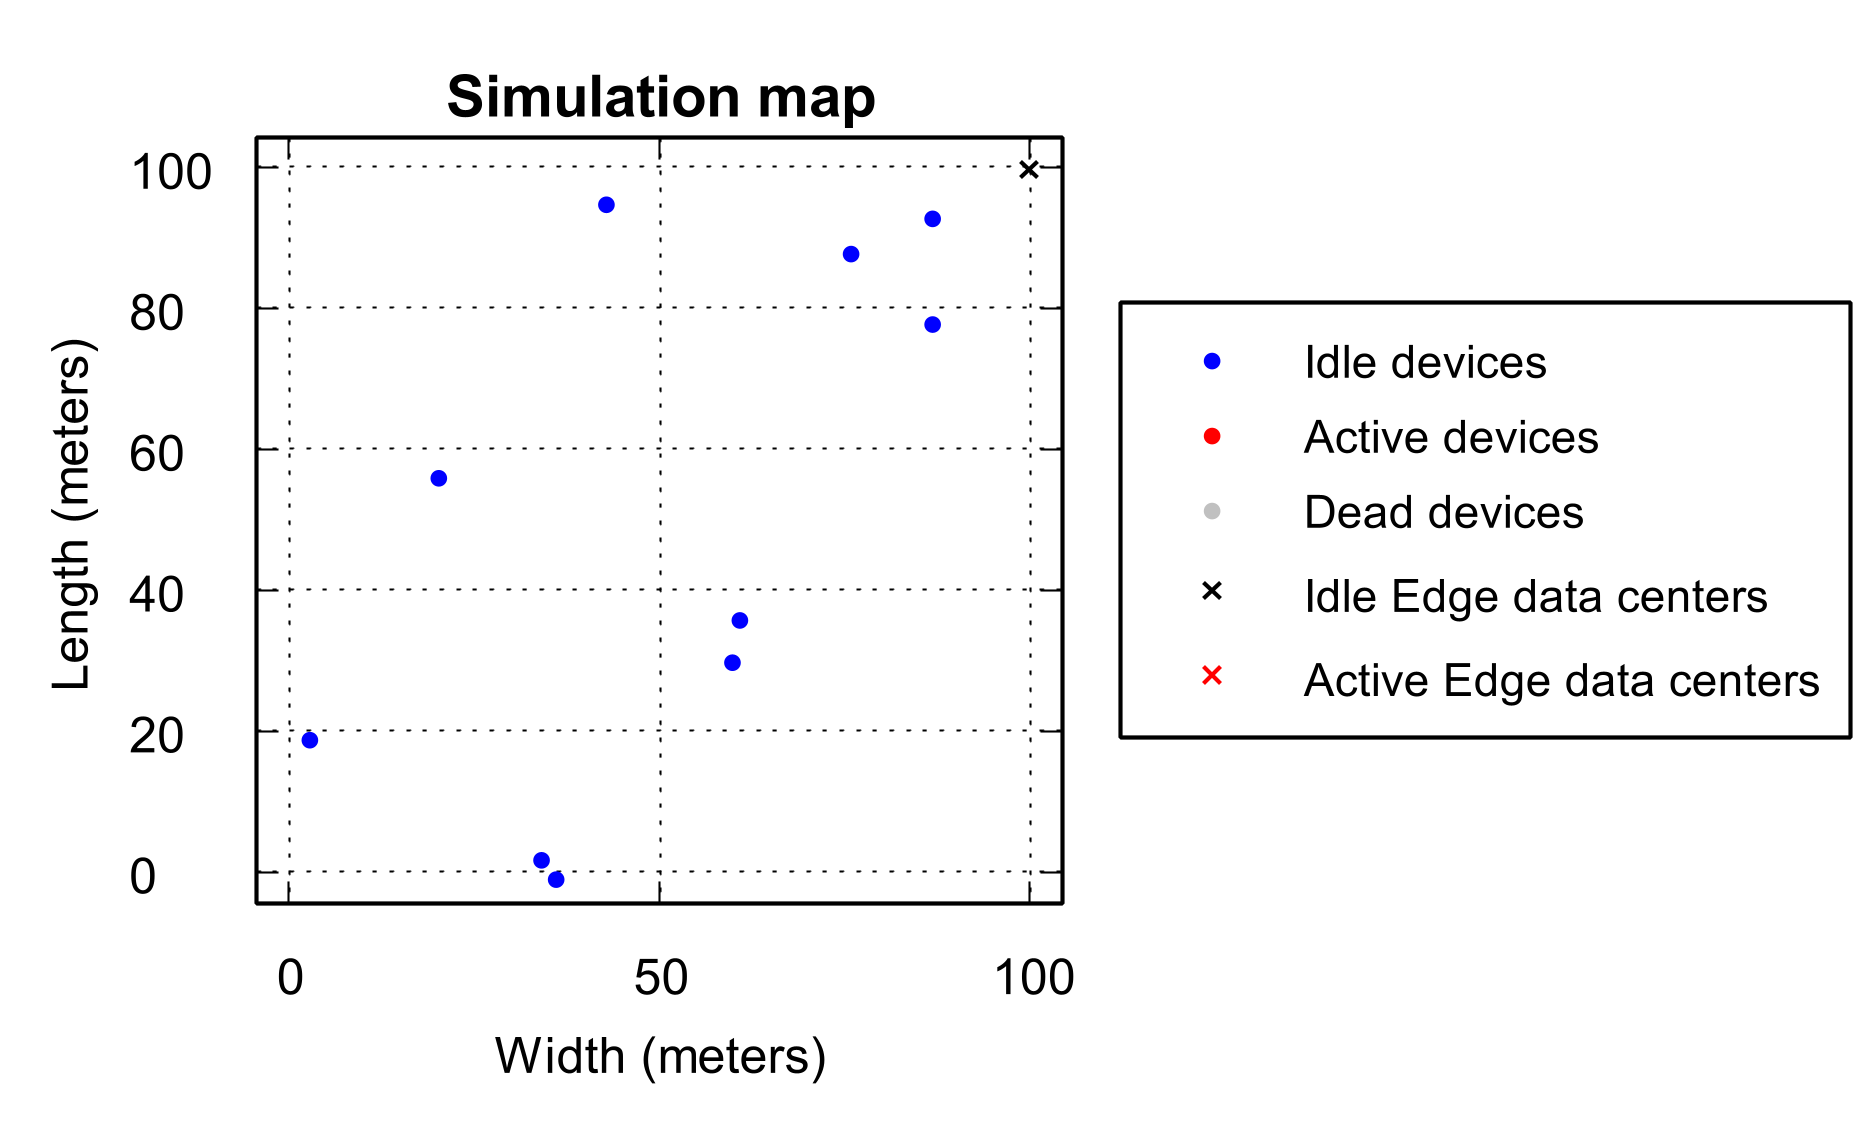 Simulation map
100
80
60
40
20
0
Length (meters)
0 50 100
Width (meters)
Idle devices
Active devices
Dead devices
Idle Edge data centers
Active Edge data centers